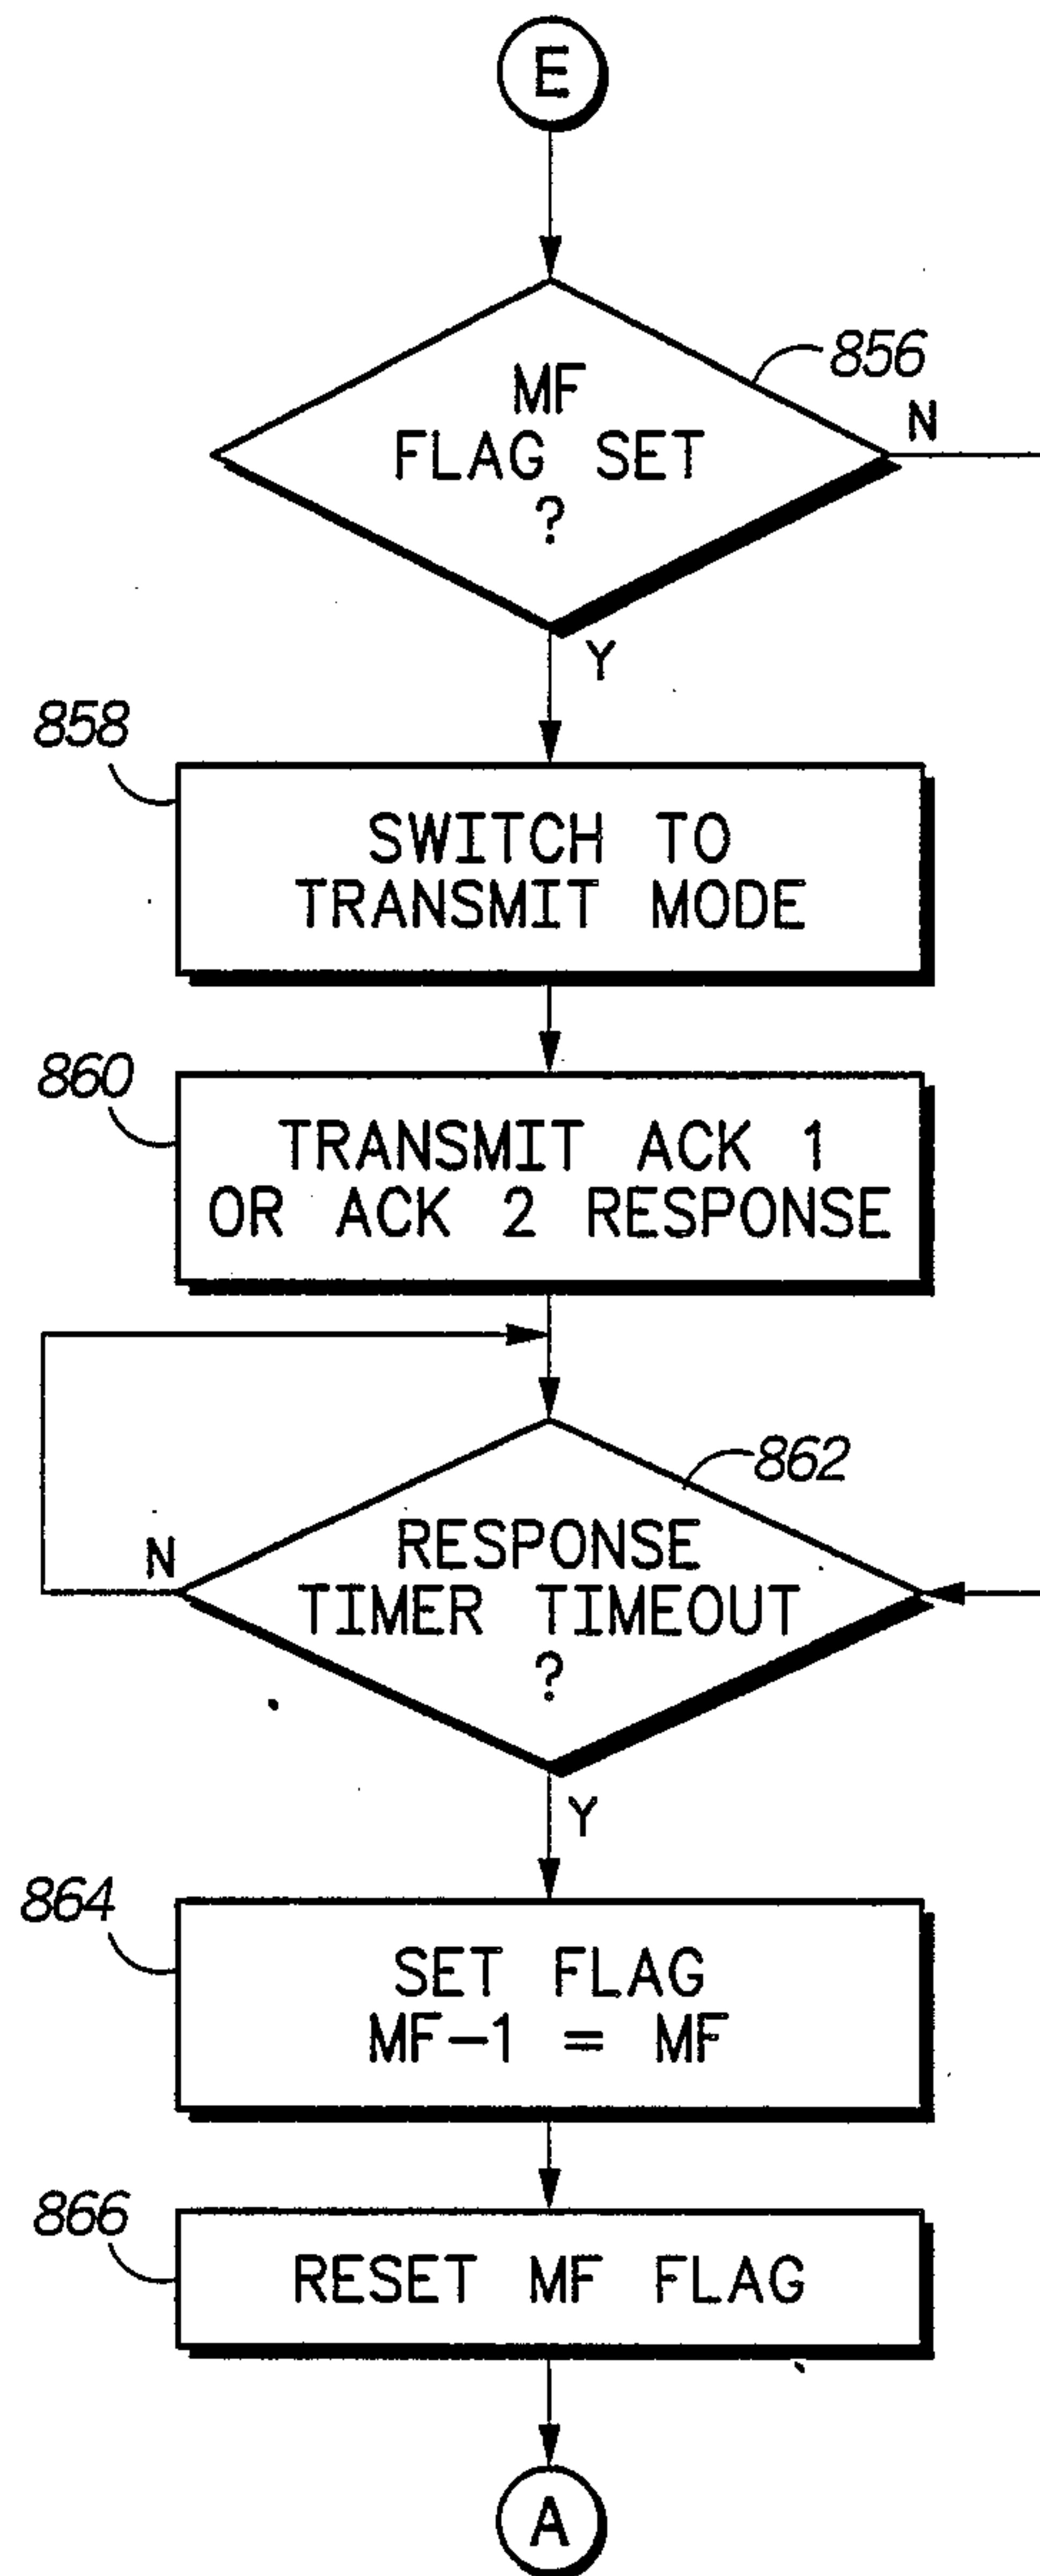 E
856
MF
FLAG SET
?
N
Y
858
SWITCH TO
TRANSMIT MODE
860
TRANSMIT ACK 1
OR ACK 2 RESPONSE
862
N
RESPONSE
TIMER TIMEOUT
?
Y
864
SET FLAG
MF-1 = MF
866
RESET MF FLAG
A